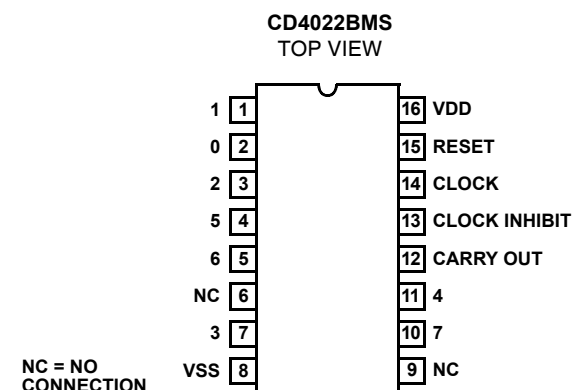 CD4022BMS
TOP VIEW
1 1 16 VDD
0 2 15 RESET
2 3 14 CLOCK
5 4 13 CLOCK INHIBIT
6 5 12 CARRY OUT
NC 6 11 4
3 7 10 7
VSS 8 9 NC
NC = NO
CONNECTION